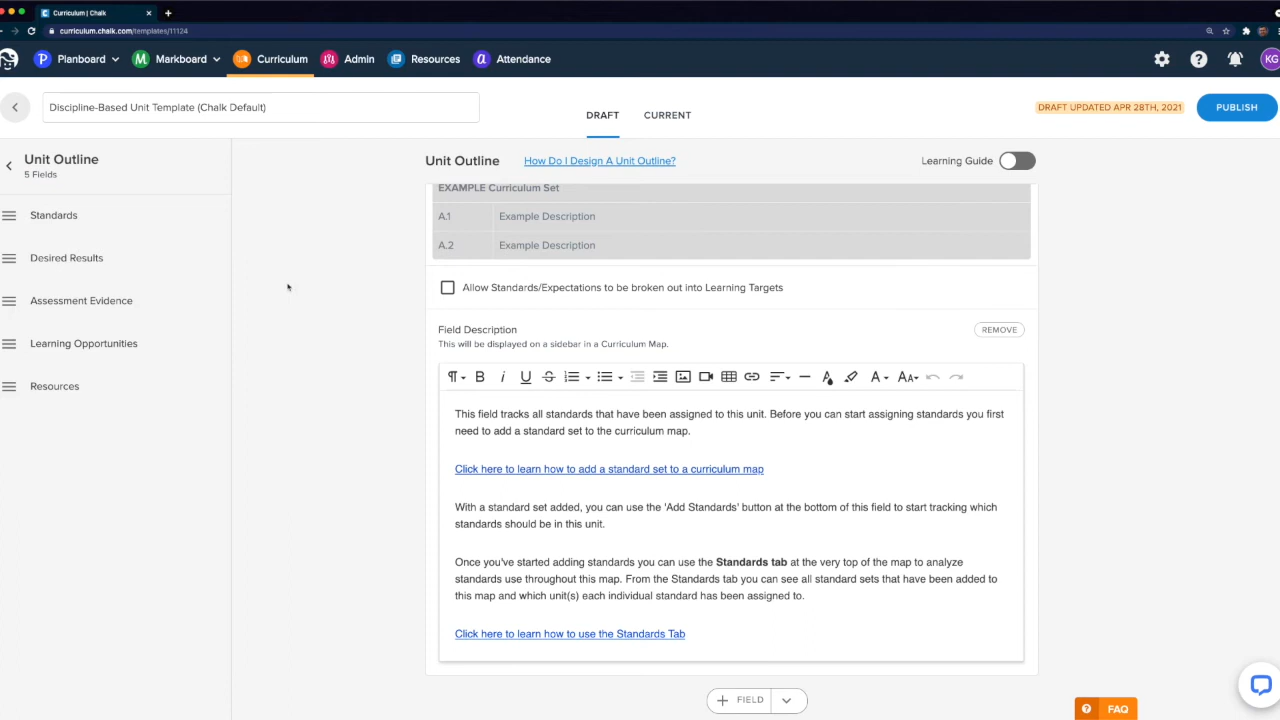 Curriculum | Chalk
curriculum.chalk.com/templates/11124
Planboard
Markboard
Curriculum
Admin
Resources
Attendance
KG
Discipline-Based Unit Template (Chalk Default)
DRAFT
CURRENT
DRAFT UPDATED APR 28TH, 2021
PUBLISH
Unit Outline
5 Fields
Standards
Desired Results
Assessment Evidence
Learning Opportunities
Resources
Unit Outline
How Do I Design A Unit Outline?
Learning Guide
EXAMPLE Curriculum Set
A.1 Example Description
A.2 Example Description
Allow Standards/Expectations to be broken out into Learning Targets
Field Description
REMOVE
This will be displayed on a sidebar in a Curriculum Map.
This field tracks all standards that have been assigned to this unit. Before you can start assigning standards you first
need to add a standard set to the curriculum map.
Click here to learn how to add a standard set to a curriculum map
With a standard set added, you can use the 'Add Standards' button at the bottom of this field to start tracking which
standards should be in this unit.
Once you've started adding standards you can use the Standards tab at the very top of the map to analyze
standards use throughout this map. From the Standards tab you can see all standard sets that have been added to
this map and which unit(s) each individual standard has been assigned to.
Click here to learn how to use the Standards Tab
FIELD
FAQ